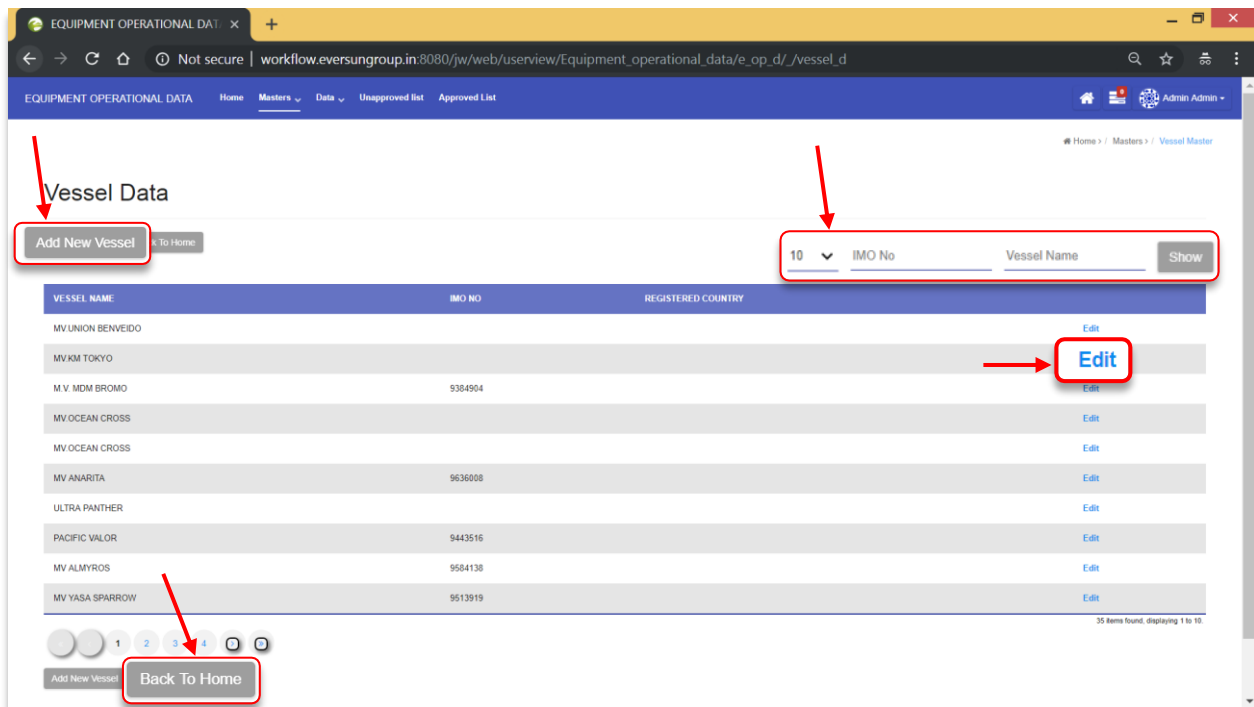 EQUIPMENT OPERATIONAL DAT
Not secure | workflow.eversungroup.in:8080/jw/web/userview/Equipment_operational_data/e_op_d/_/vessel_d
EQUIPMENT OPERATIONAL DATA Home Masters Data Unapproved list Approved List Admin Admin
Home > / Masters > / Vessel Master
Vessel Data
Add New Vessel To Home
10 IMO No Vessel Name Show
VESSEL NAME IMO NO REGISTERED COUNTRY
MV.UNION BENVEIDO Edit
MV.KM TOKYO Edit
M.V. MDM BROMO 9384904 Edit
MV.OCEAN CROSS Edit
MV.OCEAN CROSS Edit
MV ANARITA 9636008 Edit
ULTRA PANTHER Edit
PACIFIC VALOR 9443516 Edit
MV ALMYROS 9584138 Edit
MV YASA SPARROW 9513919 Edit
35 items found, displaying 1 to 10.
1 2 3 4 › »
Add New Vessel Back To Home